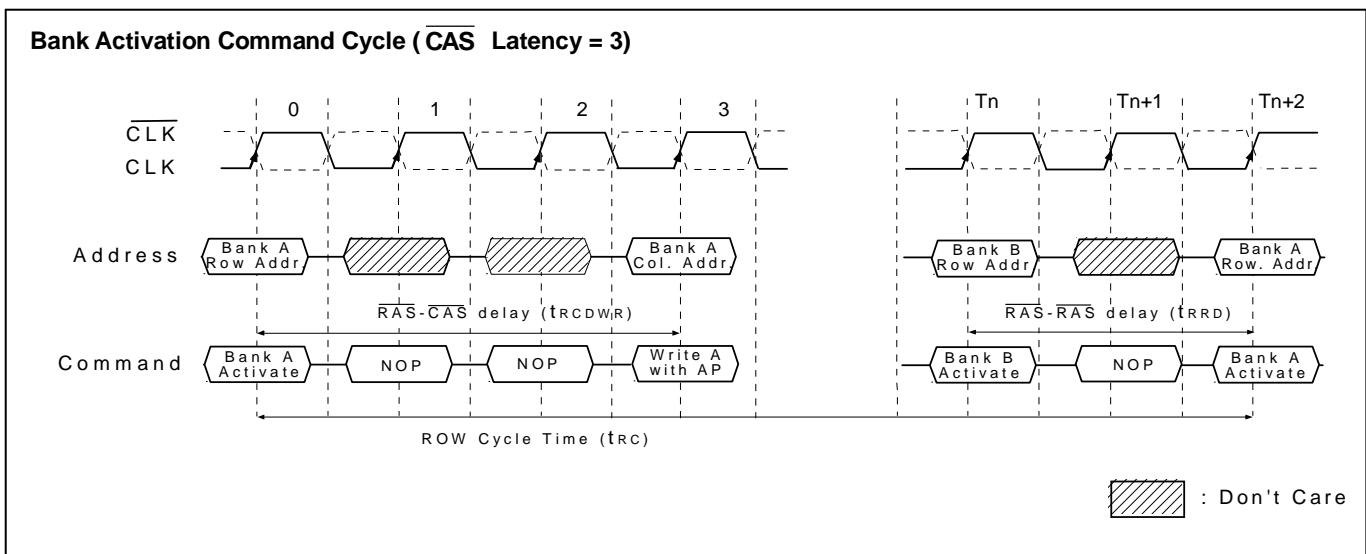 Bank Activation Command Cycle ( CAS Latency = 3)
0 1 2 3 Tn Tn+1 Tn+2
CLK
CLK
Address
Bank A
Row Addr.
Bank A
Col. Addr.
Bank B
Row Addr.
Bank A
Row. Addr.
RAS-CAS delay (tRCDWR)
RAS-RAS delay (tRRD)
Command
Bank A
Activate
NOP
NOP
Write A
with AP
Bank B
Activate
NOP
Bank A
Activate
ROW Cycle Time (tRC)
: Don't Care